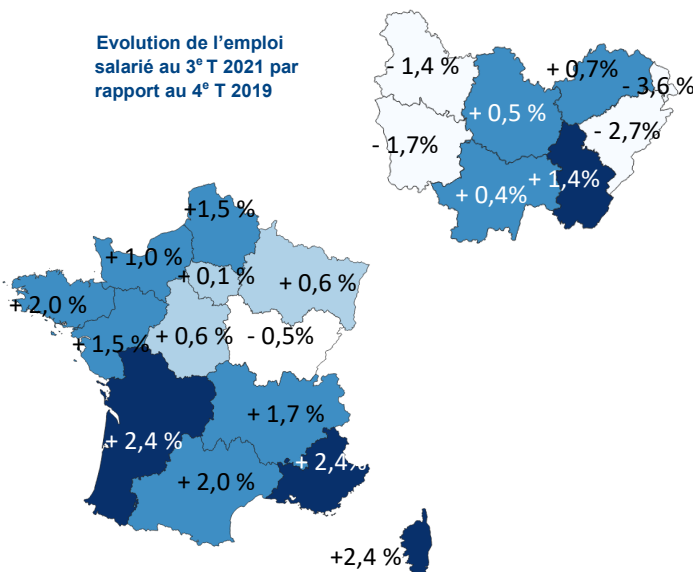 Evolution de l'emploi
salarié au 3e T 2021 par
rapport au 4e T 2019
- 1,4 %
+ 0,7%
- 3,6 %
+ 0,5 %
- 1,7%
- 2,7%
+ 0,4%
+ 1,4%
+1,5 %
+ 1,0 %
+ 0,1 %
+ 0,6 %
+ 2,0 %
+ 1,5 %
+ 0,6 %
- 0,5%
+ 1,7 %
+ 2,4 %
+ 2,4%
+ 2,0 %
+2,4 %